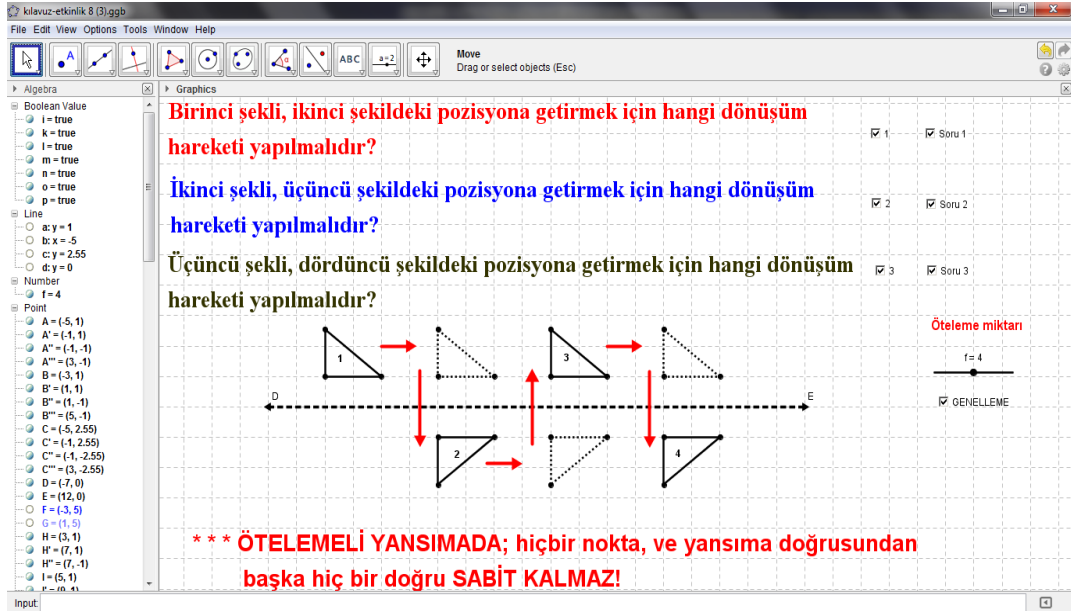 kılavuz-etkinlik 8 (3).ggb
File Edit View Options Tools Window Help
A
ABC
a=2
Move
Drag or select objects (Esc)
Algebra
Boolean Value
i = true
k = true
l = true
m = true
n = true
o = true
p = true
Line
a: y = 1
b: x = -5
c: y = 2.55
d: y = 0
Number
f = 4
Point
A = (-5, 1)
A' = (-1, 1)
A'' = (-1, -1)
A''' = (3, -1)
B = (-3, 1)
B' = (1, 1)
B'' = (1, -1)
B''' = (5, -1)
C = (-5, 2.55)
C' = (-1, 2.55)
C'' = (-1, -2.55)
C''' = (3, -2.55)
D = (-7, 0)
E = (12, 0)
F = (-3, 5)
G = (1, 5)
H = (3, 1)
H' = (7, 1)
H'' = (7, -1)
I = (5, 1)
I' = (9, 1)
Graphics
Birinci şekli, ikinci şekildeki pozisyona getirmek için hangi dönüşüm
hareketi yapılmalıdır?
İkinci şekli, üçüncü şekildeki pozisyona getirmek için hangi dönüşüm
hareketi yapılmalıdır?
Üçüncü şekli, dördüncü şekildeki pozisyona getirmek için hangi dönüşüm
hareketi yapılmalıdır?
1 Soru 1
2 Soru 2
3 Soru 3
Öteleme miktarı
f = 4
GENELLEME
1
3
D
E
2
4
* * * ÖTELEMELİ YANSIMADA; hiçbir nokta, ve yansıma doğrusundan
başka hiç bir doğru SABİT KALMAZ!
Input: